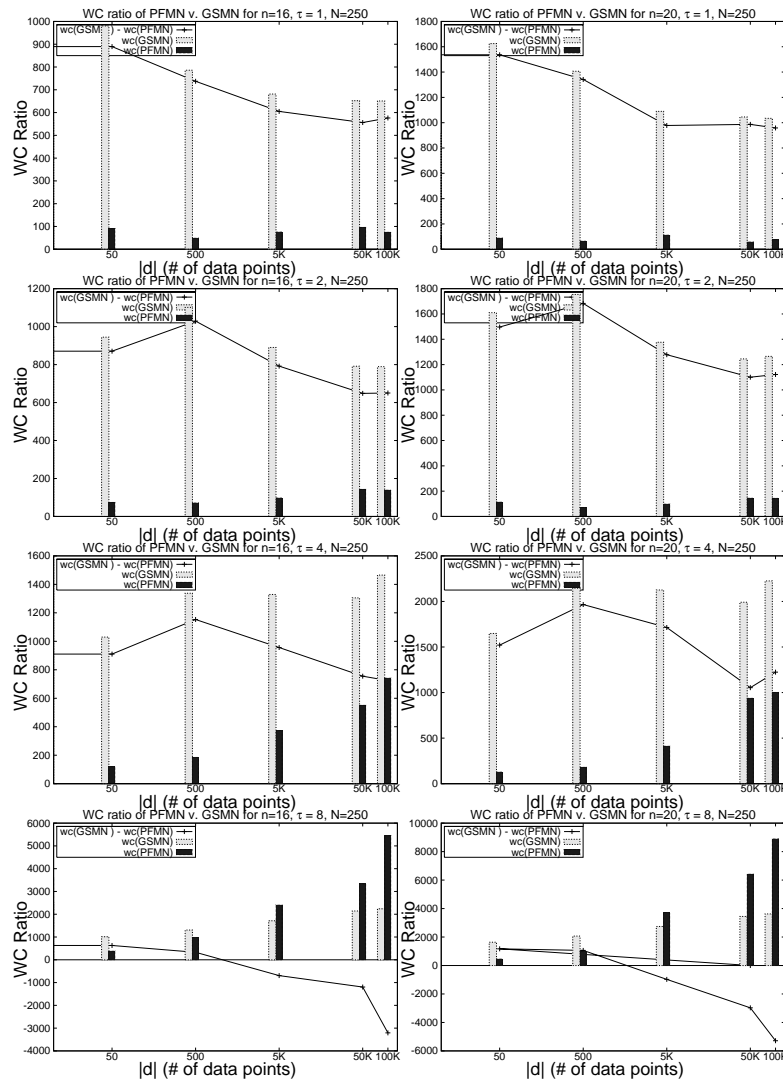 WC ratio of PFMN v. GSMN for n=16, τ = 1, N=250
wc(GSMN ) - wc(PFMN)
wc(GSMN)
wc(PFMN)
1000
900
800
700
600
500
400
300
200
100
0
WC Ratio
50
500
5K
50K
100K
|d| (# of data points)
WC ratio of PFMN v. GSMN for n=20, τ = 1, N=250
wc(GSMN ) - wc(PFMN)
wc(GSMN)
wc(PFMN)
1800
1600
1400
1200
1000
800
600
400
200
0
WC Ratio
50
500
5K
50K
100K
|d| (# of data points)
WC ratio of PFMN v. GSMN for n=16, τ = 2, N=250
wc(GSMN ) - wc(PFMN)
wc(GSMN)
wc(PFMN)
1200
1000
800
600
400
200
0
WC Ratio
50
500
5K
50K
100K
|d| (# of data points)
WC ratio of PFMN v. GSMN for n=20, τ = 2, N=250
wc(GSMN ) - wc(PFMN)
wc(GSMN)
wc(PFMN)
1800
1600
1400
1200
1000
800
600
400
200
0
WC Ratio
50
500
5K
50K
100K
|d| (# of data points)
WC ratio of PFMN v. GSMN for n=16, τ = 4, N=250
wc(GSMN ) - wc(PFMN)
wc(GSMN)
wc(PFMN)
1600
1400
1200
1000
800
600
400
200
0
WC Ratio
50
500
5K
50K
100K
|d| (# of data points)
WC ratio of PFMN v. GSMN for n=20, τ = 4, N=250
wc(GSMN ) - wc(PFMN)
wc(GSMN)
wc(PFMN)
2500
2000
1500
1000
500
0
WC Ratio
50
500
5K
50K
100K
|d| (# of data points)
WC ratio of PFMN v. GSMN for n=16, τ = 8, N=250
wc(GSMN ) - wc(PFMN)
wc(GSMN)
wc(PFMN)
6000
5000
4000
3000
2000
1000
0
-1000
-2000
-3000
-4000
WC Ratio
50
500
5K
50K
100K
|d| (# of data points)
WC ratio of PFMN v. GSMN for n=20, τ = 8, N=250
wc(GSMN ) - wc(PFMN)
wc(GSMN)
wc(PFMN)
10000
8000
6000
4000
2000
0
-2000
-4000
-6000
WC Ratio
50
500
5K
50K
100K
|d| (# of data points)